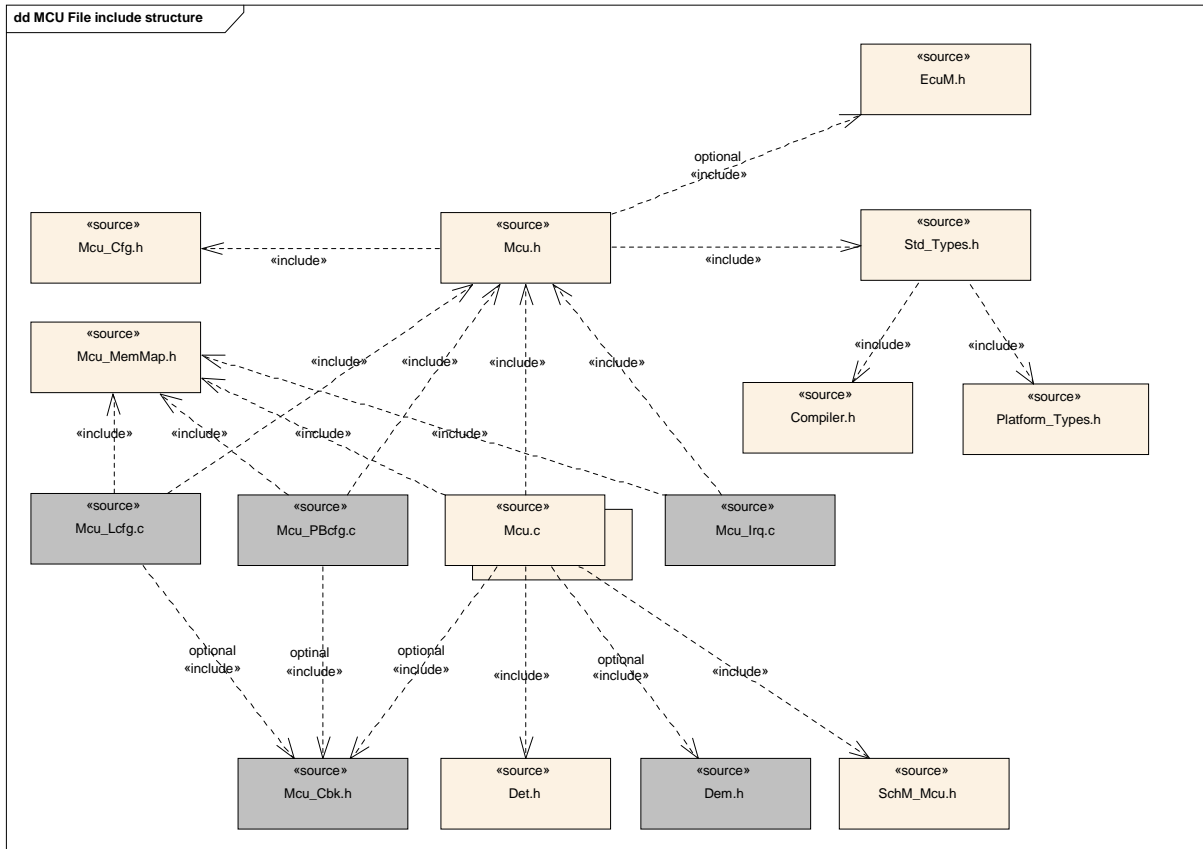 dd MCU File include structure
«source»
EcuM.h
optional
«include»
«source»
Mcu_Cfg.h
«source»
Mcu.h
«source»
Std_Types.h
«include»
«include»
«source»
Mcu_MemMap.h
«include»
«include»
«include»
«include»
«include»
«include»
«source»
Compiler.h
«source»
Platform_Types.h
«include»
«include»
«include»
«include»
«source»
Mcu_Lcfg.c
«source»
Mcu_PBcfg.c
«source»
Mcu.c
«source»
Mcu_Irq.c
optional
«include»
optinal
«include»
optional
«include»
«include»
optional
«include»
«include»
«source»
Mcu_Cbk.h
«source»
Det.h
«source»
Dem.h
«source»
SchM_Mcu.h